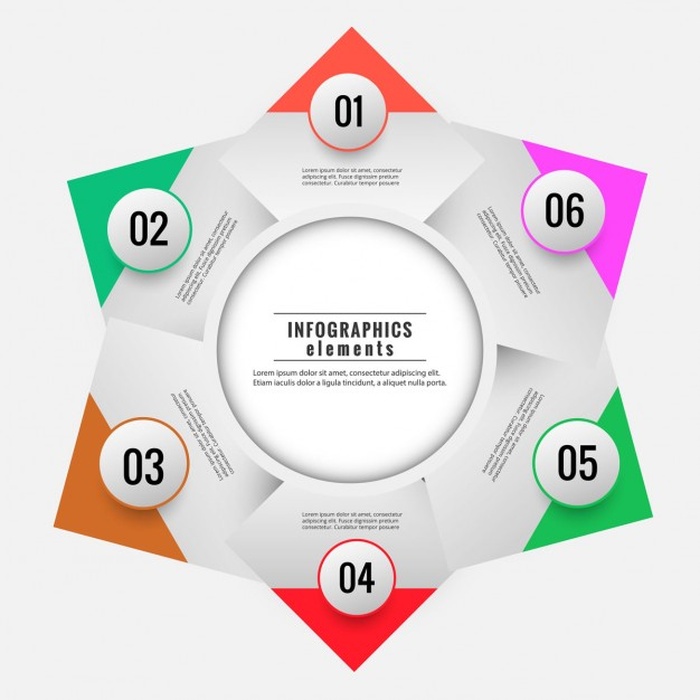 01
Lorem ipsum dolor sit amet, consectetur
adipiscing elit. Fusce dignissim
consectetur. Curabitur tempor posuere
02
Lorem ipsum dolor sit amet, consectetur
adipiscing elit. Fusce dignissim pretium
consectetur. Curabitur tempor posuere
06
Lorem ipsum dolor sit amet, consectetur
adipiscing elit. Fusce dignissim pretium
consectetur. Curabitur tempor posuere
INFOGRAPHICS
elements
Lorem ipsum dolor sit amet, consectetur adipiscing elit.
Etiam iaculis dolor a ligula tincidunt, a aliquet nulla porta.
03
Lorem ipsum dolor sit amet, consectetur
adipiscing elit. Fusce dignissim pretium
consectetur. Curabitur tempor posuere
05
Lorem ipsum dolor sit amet, consectetur
adipiscing elit. Fusce dignissim pretium
consectetur. Curabitur tempor posuere
Lorem ipsum dolor sit amet, consectetur
adipiscing elit. Fusce dignissim pretium
consectetur. Curabitur tempor posuere
04